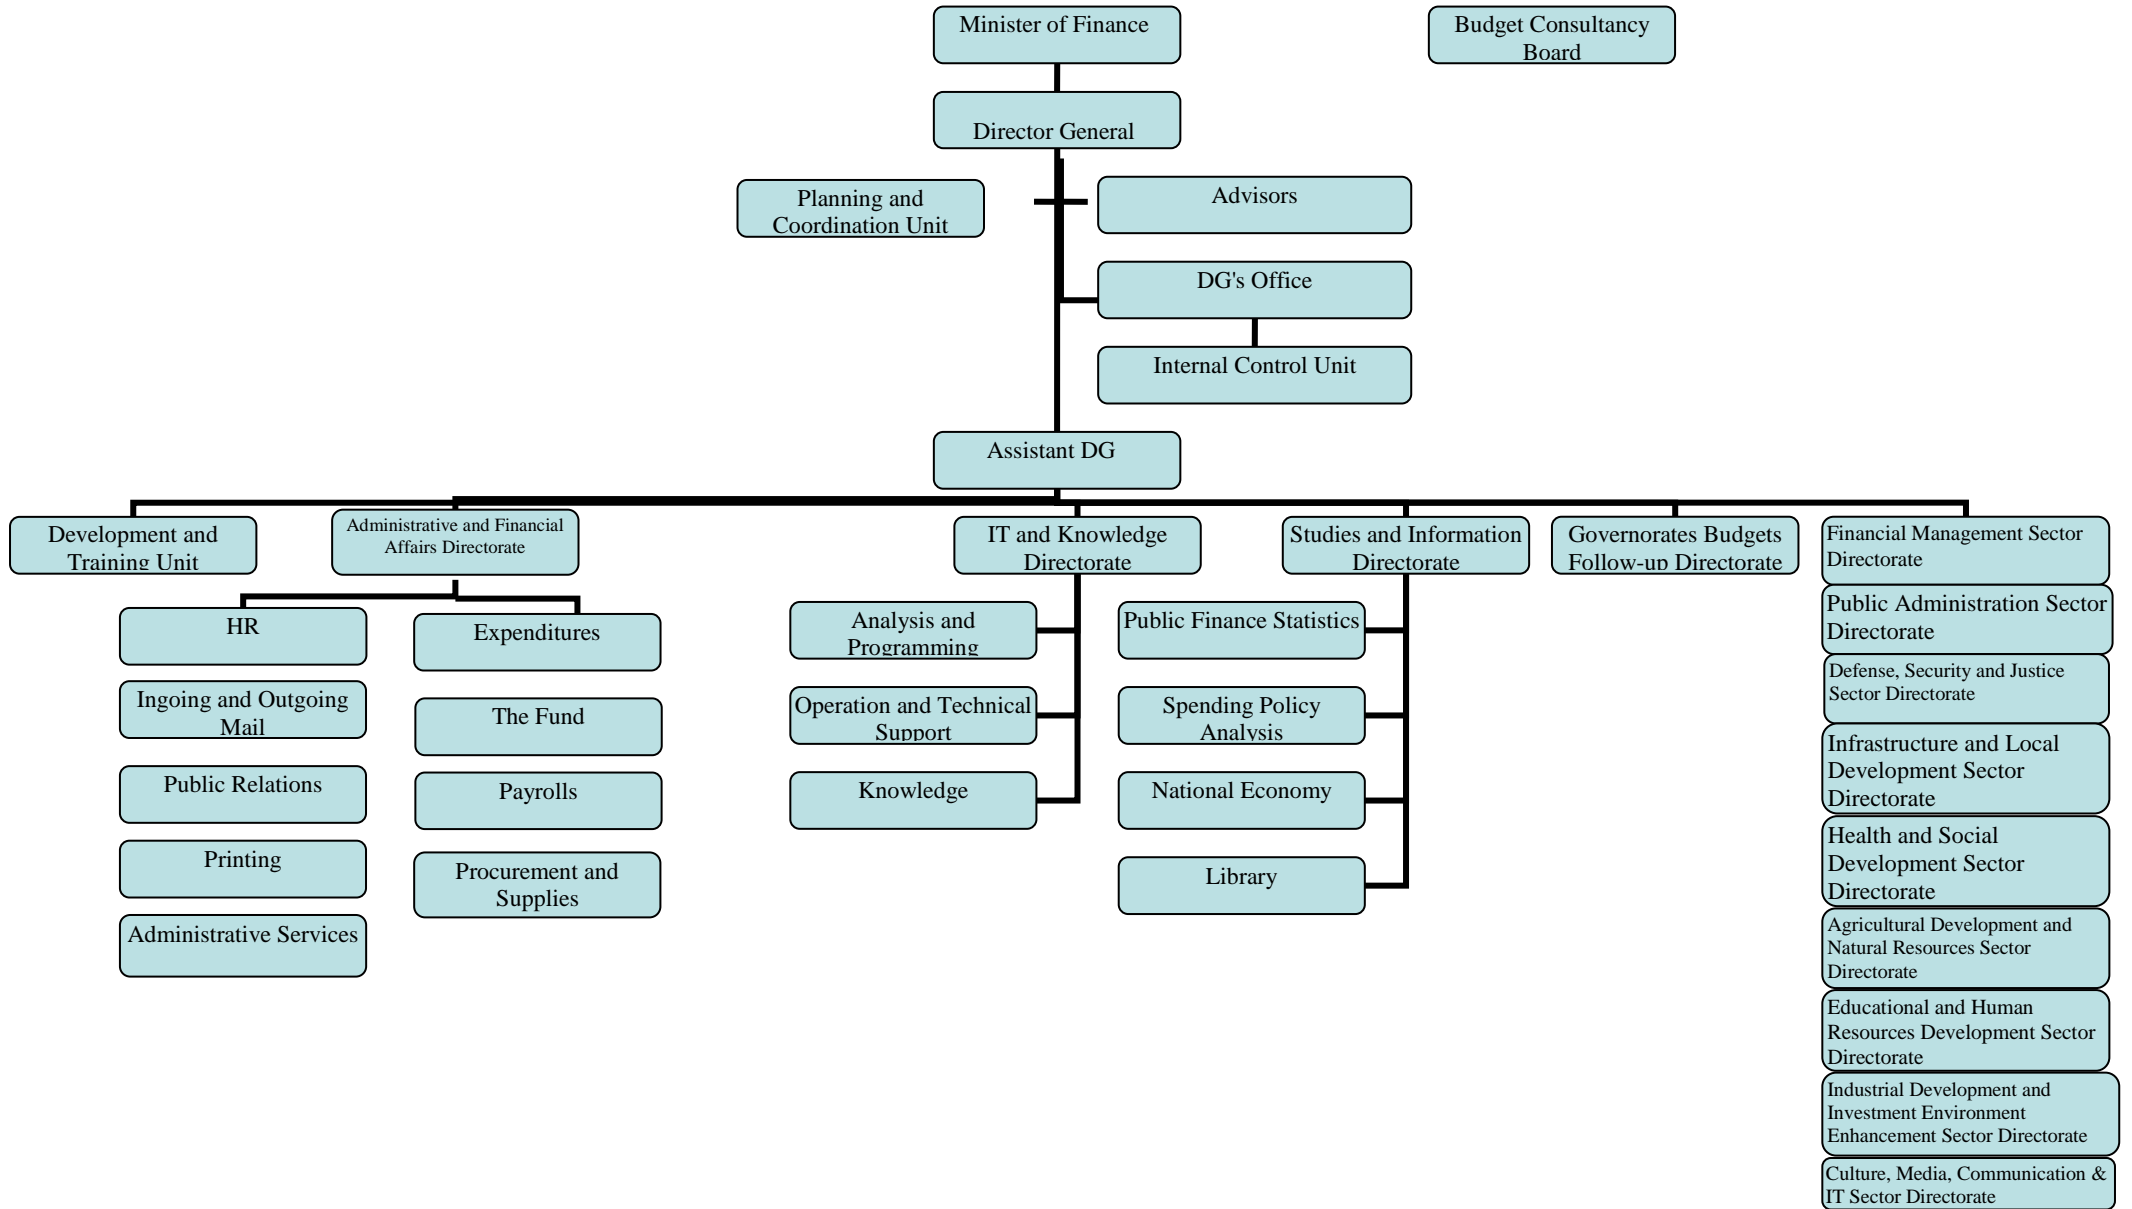 Minister of Finance
Budget Consultancy
Board
Director General
Planning and
Coordination Unit
Advisors
DG's Office
Internal Control Unit
Assistant DG
Development and
Training Unit
Administrative and Financial
Affairs Directorate
IT and Knowledge
Directorate
Studies and Information
Directorate
Governorates Budgets
Follow-up Directorate
HR
Ingoing and Outgoing
Mail
Public Relations
Printing
Administrative Services
Expenditures
The Fund
Payrolls
Procurement and
Supplies
Analysis and
Programming
Operation and Technical
Support
Knowledge
Public Finance Statistics
Spending Policy
Analysis
National Economy
Library
Financial Management Sector
Directorate
Public Administration Sector
Directorate
Defense, Security and Justice
Sector Directorate
Infrastructure and Local
Development Sector
Directorate
Health and Social
Development Sector
Directorate
Agricultural Development and
Natural Resources Sector
Directorate
Educational and Human
Resources Development Sector
Directorate
Industrial Development and
Investment Environment
Enhancement Sector Directorate
Culture, Media, Communication &
IT Sector Directorate